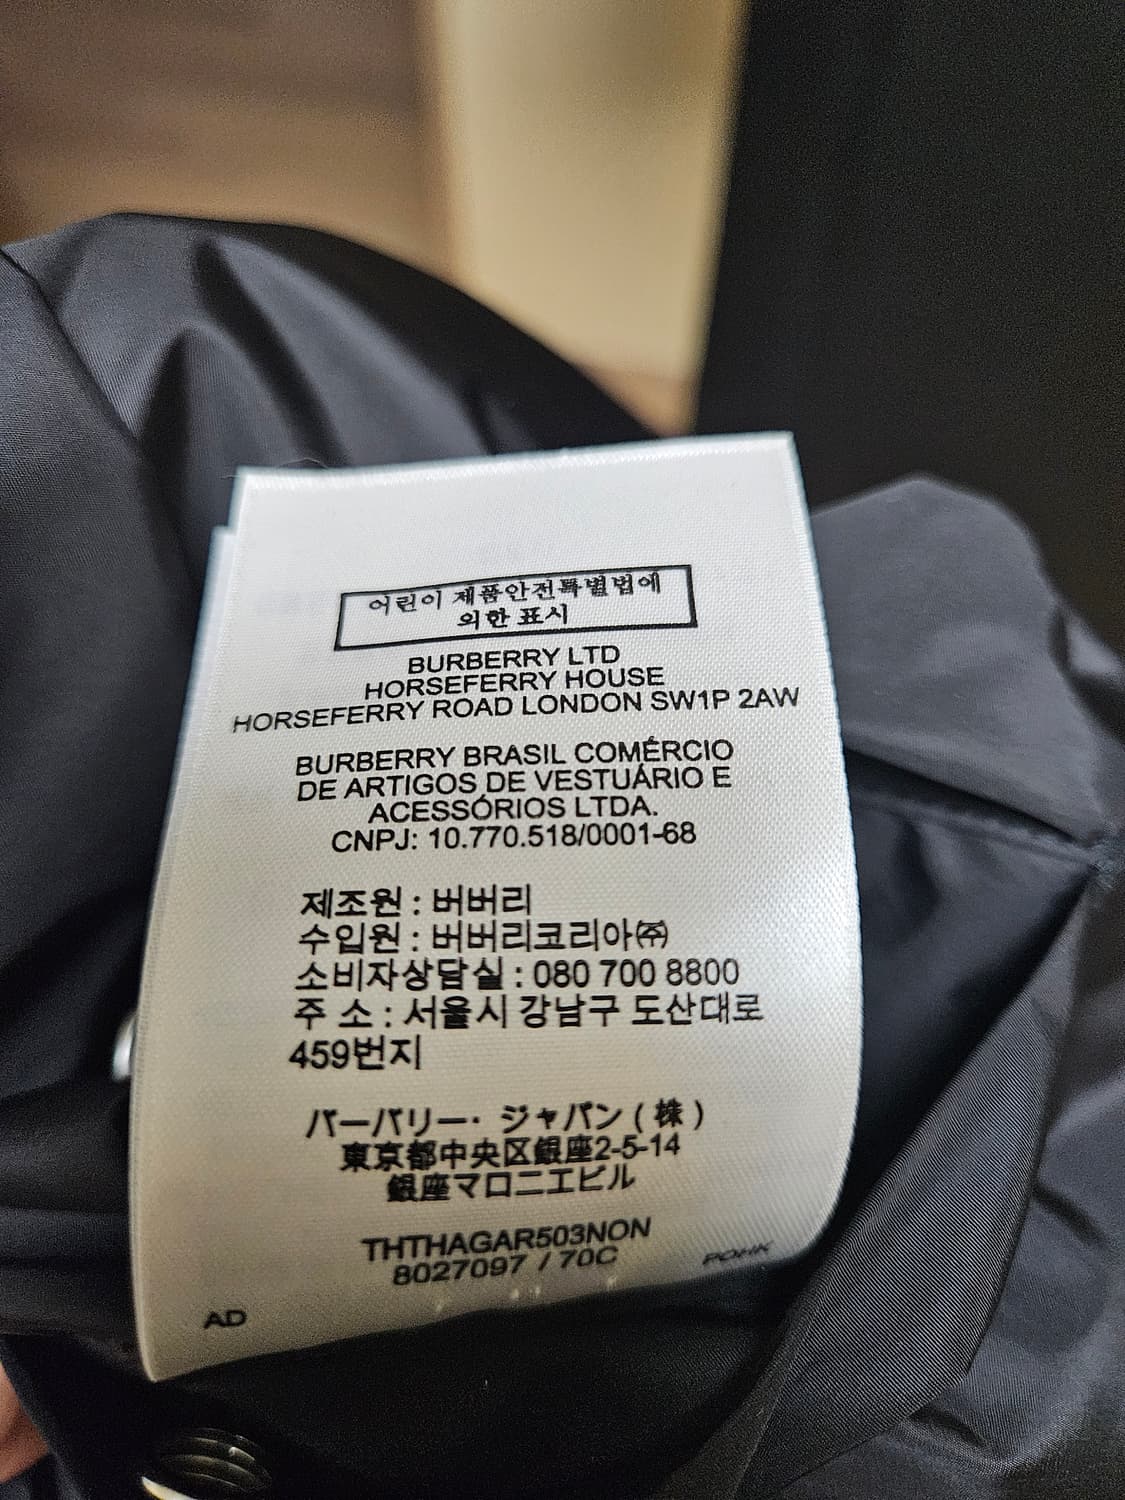 어린이 제품안전특별법에
의한 표시
BURBERRY LTD
HORSEFERRY HOUSE
HORSEFERRY ROAD LONDON SW1P 2AW
BURBERRY BRASIL COMÉRCIO
DE ARTIGOS DE VESTUÁRIO E
ACESSÓRIOS LTDA.
CNPJ: 10.770.518/0001-68
제조원 : 버버리
수입원 : 버버리코리아㈜
소비자상담실 : 080 700 8800
주 소 : 서울시 강남구 도산대로
459번지
バーバリー・ジャパン ( 株 )
東京都中央区銀座2-5-14
銀座マロニエビル
THTHAGAR503NON
8027097 / 70C
POHK
AD